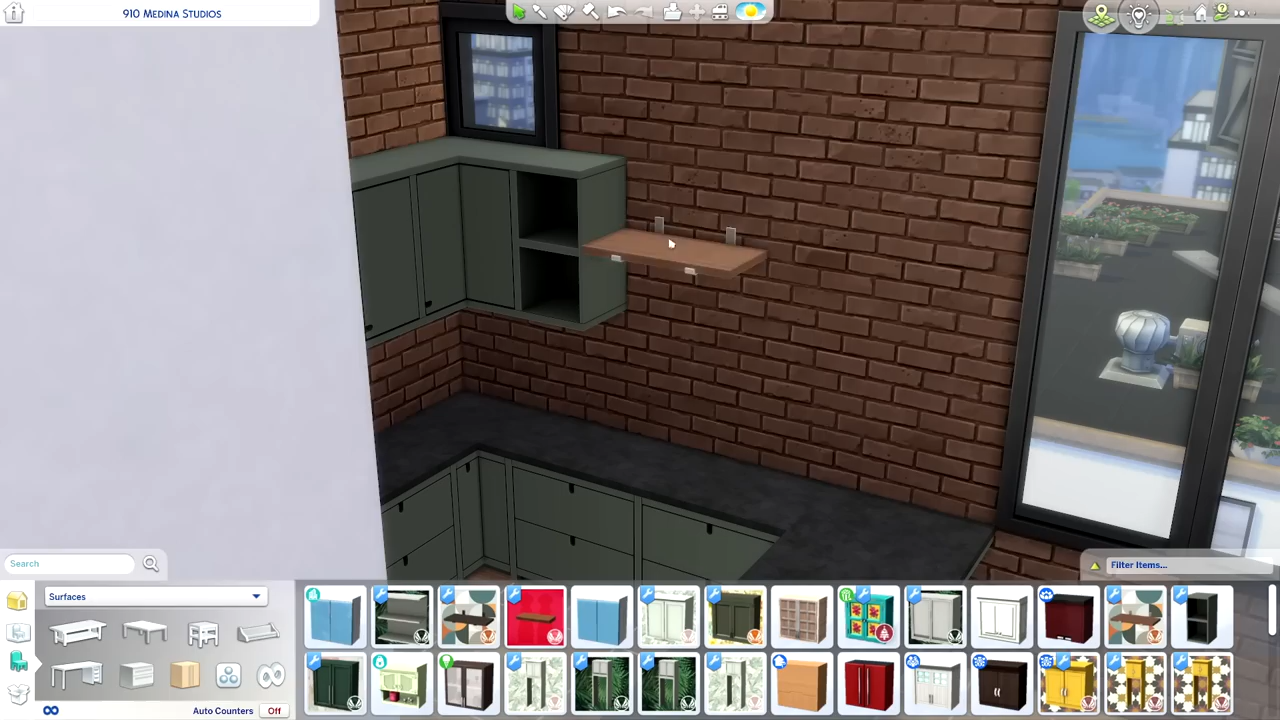 910 Medina Studios
Search
Filter Items...
Surfaces
Auto Counters
Off